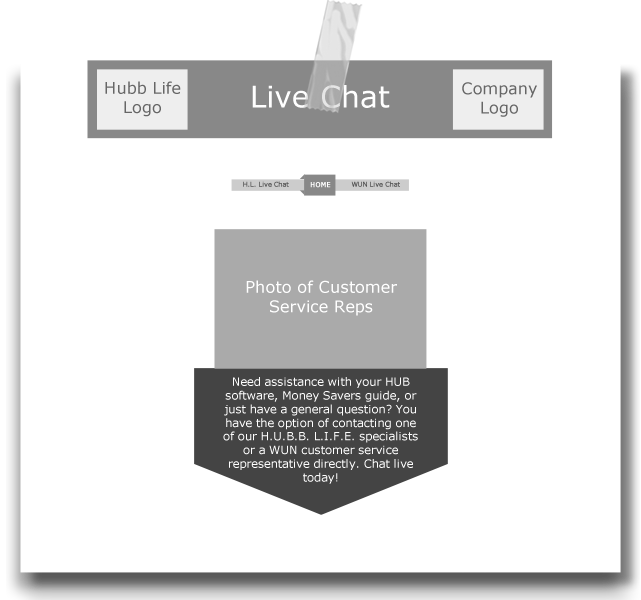 Hubb Life
Logo
Live Chat
Company
Logo
H.L. Live Chat
HOME
WUN Live Chat
Photo of Customer
Service Reps
Need assistance with your HUB
software, Money Savers guide, or
just have a general question? You
have the option of contacting one
of our H.U.B.B. L.I.F.E. specialists
or a WUN customer service
representative directly. Chat live
today!